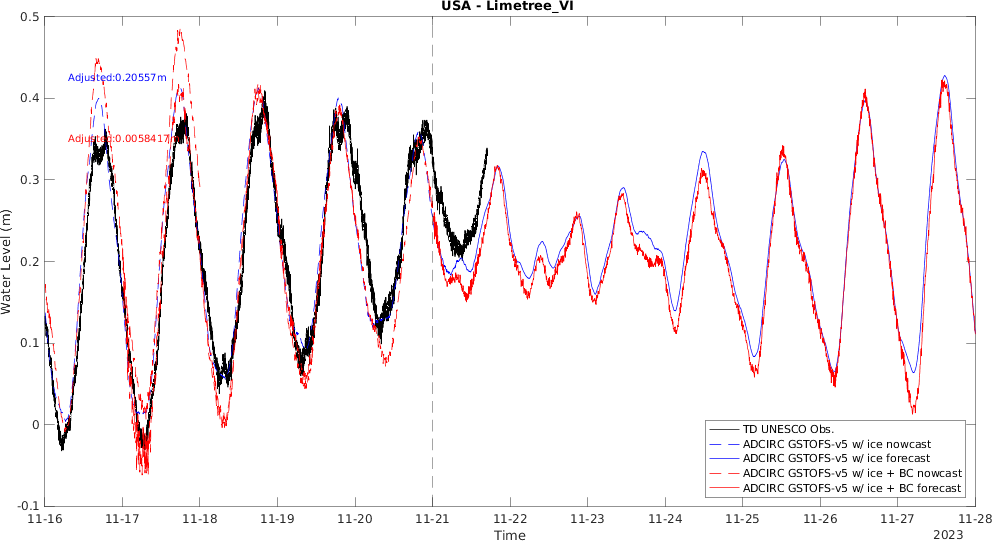 USA - Limetree_VI
0.5
0.4
0.3
0.2
0.1
0
-0.1
Water Level (m)
Adjusted:0.20557m
Adjusted:0.0058417
TD UNESCO Obs.
ADCIRC GSTOFS-v5 w/ ice nowcast
ADCIRC GSTOFS-v5 w/ ice forecast
ADCIRC GSTOFS-v5 w/ ice + BC nowcast
ADCIRC GSTOFS-v5 w/ ice + BC forecast
11-16 11-17 11-18 11-19 11-20 11-21 11-22 11-23 11-24 11-25 11-26 11-27 11-28
Time
2023